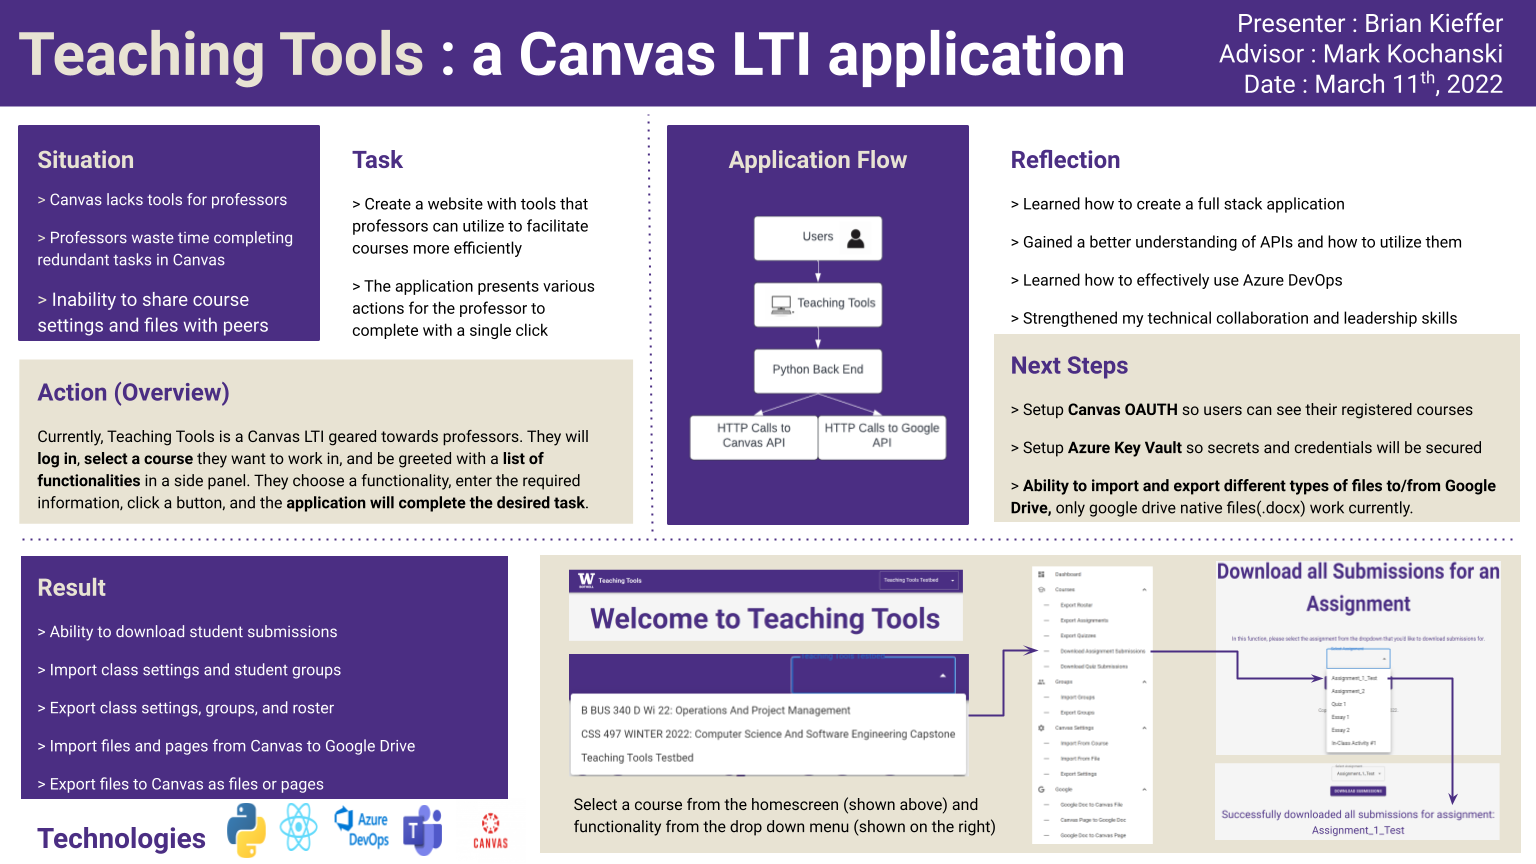 Teaching Tools : a Canvas LTI application
Presenter : Brian Kieffer
Advisor : Mark Kochanski
Date : March 11th, 2022
Situation
> Canvas lacks tools for professors
> Professors waste time completing
redundant tasks in Canvas
> Inability to share course
settings and files with peers
Task
> Create a website with tools that
professors can utilize to facilitate
courses more efficiently
> The application presents various
actions for the professor to
complete with a single click
Action (Overview)
Currently, Teaching Tools is a Canvas LTI geared towards professors. They will
log in, select a course they want to work in, and be greeted with a list of
functionalities in a side panel. They choose a functionality, enter the required
information, click a button, and the application will complete the desired task.
Application Flow
Users
Teaching Tools
Python Back End
HTTP Calls to
Canvas API
HTTP Calls to Google
API
Reflection
> Learned how to create a full stack application
> Gained a better understanding of APIs and how to utilize them
> Learned how to effectively use Azure DevOps
> Strengthened my technical collaboration and leadership skills
Next Steps
> Setup Canvas OAUTH so users can see their registered courses
> Setup Azure Key Vault so secrets and credentials will be secured
> Ability to import and export different types of files to/from Google
Drive, only google drive native files(.docx) work currently.
Result
> Ability to download student submissions
> Import class settings and student groups
> Export class settings, groups, and roster
> Import files and pages from Canvas to Google Drive
> Export files to Canvas as files or pages
Technologies
Azure
DevOps
CANVAS
W
Teaching Tools
Teaching Tools Testbed
Welcome to Teaching Tools
B BUS 340 D Wi 22: Operations And Project Management
CSS 497 WINTER 2022: Computer Science And Software Engineering Capstone
Teaching Tools Testbed
Select a course from the homescreen (shown above) and
functionality from the drop down menu (shown on the right)
Dashboard
Courses
Export Roster
Export Assignments
Export Quizzes
Download Assignment Submissions
Download Quiz Submissions
Groups
Import Groups
Export Groups
Canvas Settings
Import From Course
Import From File
Export Settings
Google
Google Doc to Canvas File
Canvas Page to Google Doc
Google Doc to Canvas Page
Download all Submissions for an
Assignment
In this function, please select the assignment from the dropdown that you'd like to download submissions for.
Select Assignment
Assignment_1_Test
Assignment_2
Quiz 1
Essay 1
Essay 2
In-Class Activity #1
Assignment_1_Test
DOWNLOAD SUBMISSIONS
Successfully downloaded all submissions for assignment:
Assignment_1_Test